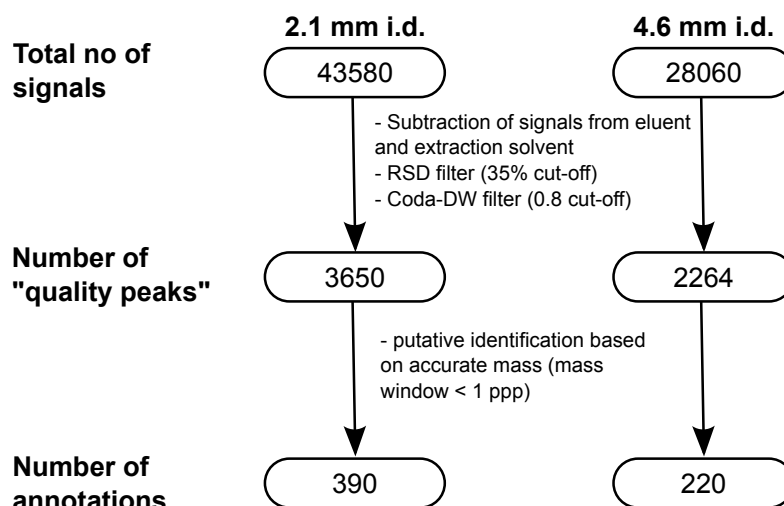 2.1 mm i.d.
4.6 mm i.d.
Total no of
signals
43580
28060
- Subtraction of signals from eluent
and extraction solvent
- RSD filter (35% cut-off)
- Coda-DW filter (0.8 cut-off)
Number of
"quality peaks"
3650
2264
- putative identification based
on accurate mass (mass
window < 1 ppp)
Number of
annotations
390
220